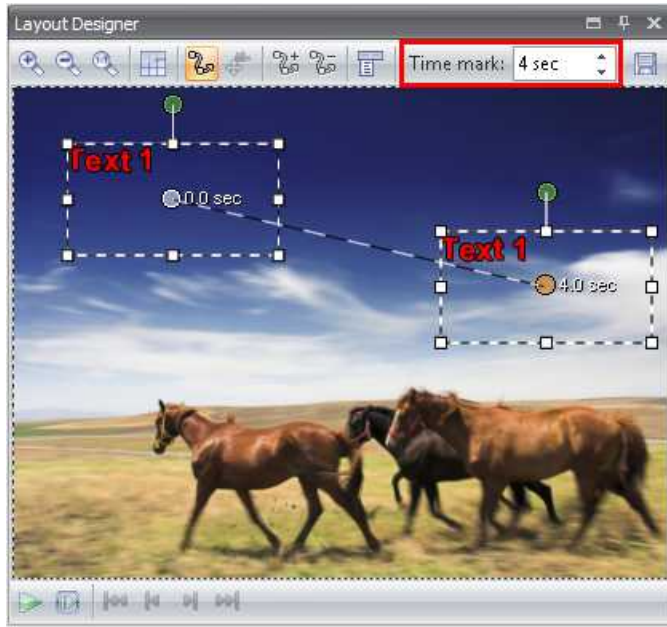 Layout Designer
Time mark: 4 sec
Text 1
0.0 sec
Text 1
4.0 sec